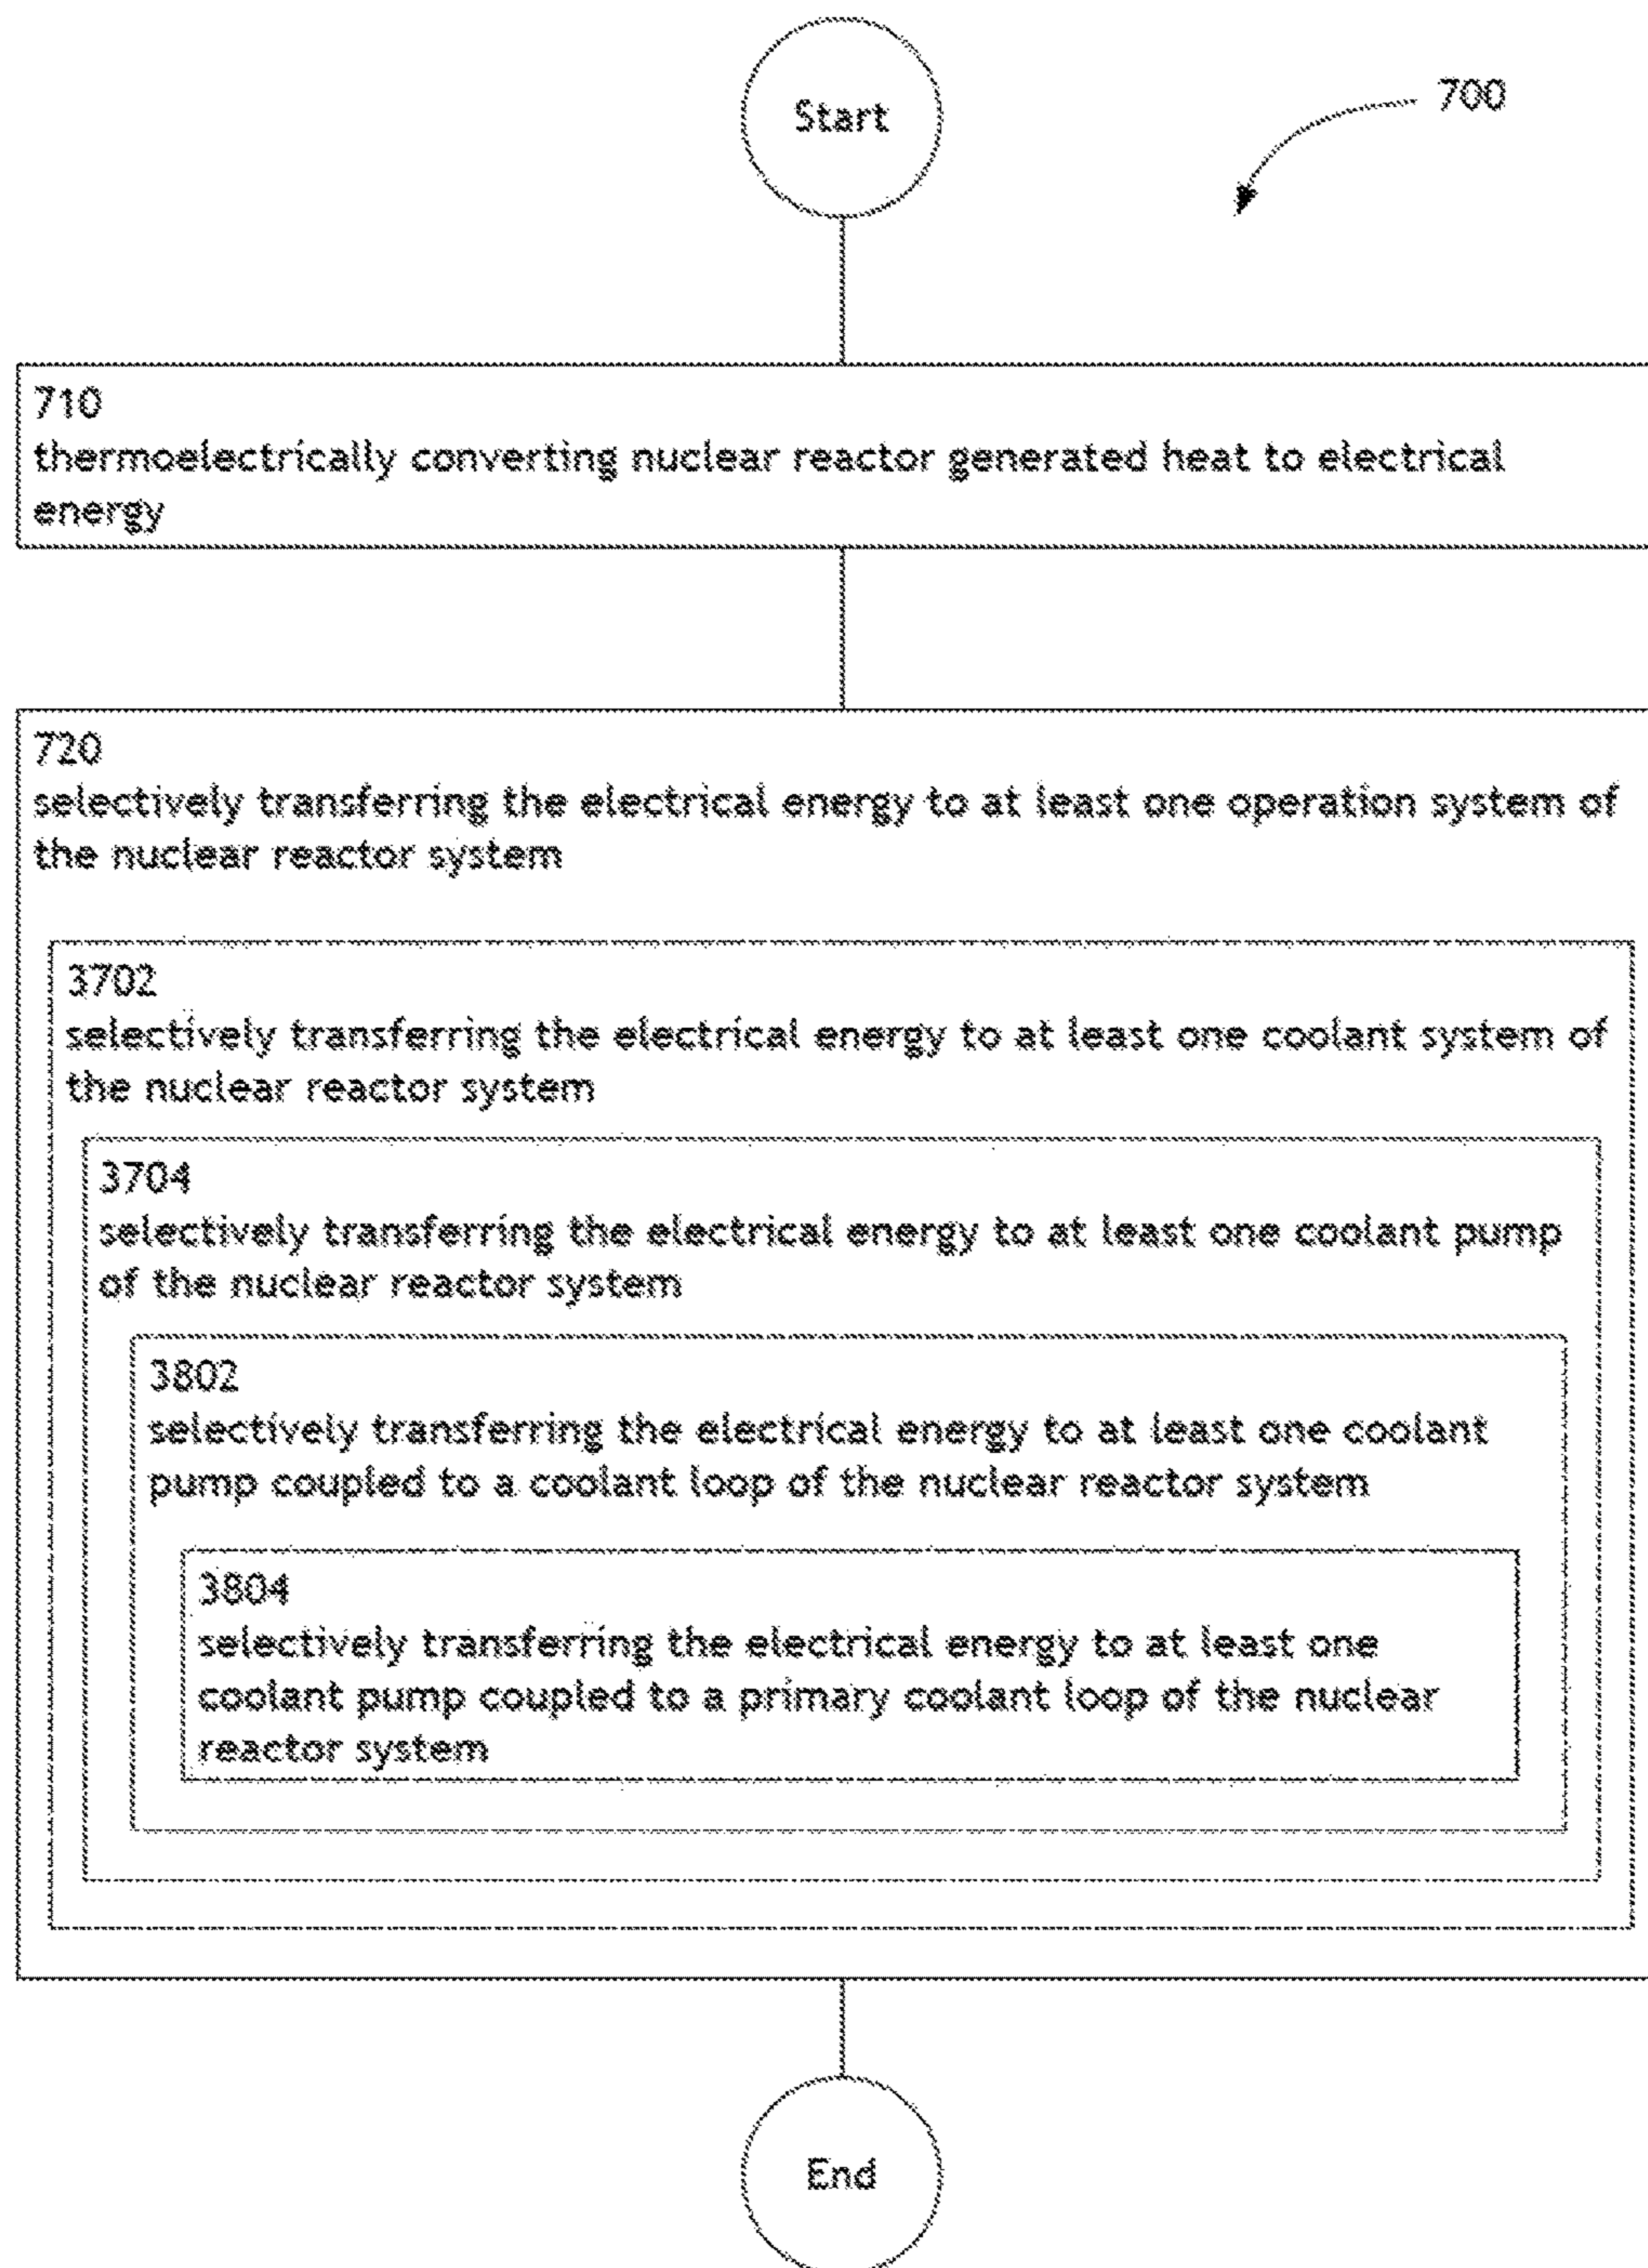 Start
700
710
thermoelectrically converting nuclear reactor generated heat to electrical
energy
720
selectively transferring the electrical energy to at least one operation system of
the nuclear reactor system
3702
selectively transferring the electrical energy to at least one coolant system of
the nuclear reactor system
3704
selectively transferring the electrical energy to at least one coolant pump
of the nuclear reactor system
3802
selectively transferring the electrical energy to at least one coolant
pump coupled to a coolant loop of the nuclear reactor system
3804
selectively transferring the electrical energy to at least one
coolant pump coupled to a primary coolant loop of the nuclear
reactor system
End